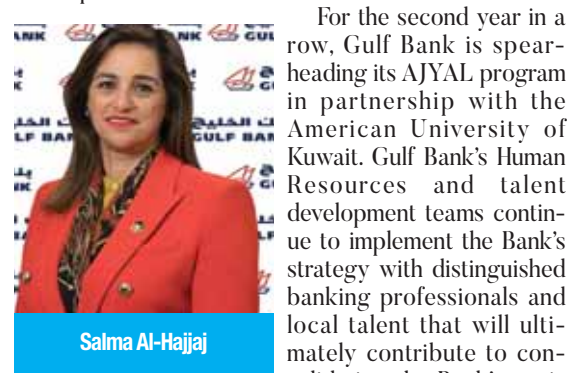 For the second year in a
row, Gulf Bank is spear-
heading its AJYAL program
in partnership with the
American University of
Kuwait. Gulf Bank's Human
Resources and talent
development teams contin-
ue to implement the Bank's
strategy with distinguished
banking professionals and
local talent that will ulti-
mately contribute to con-
Salma Al-Hajjaj